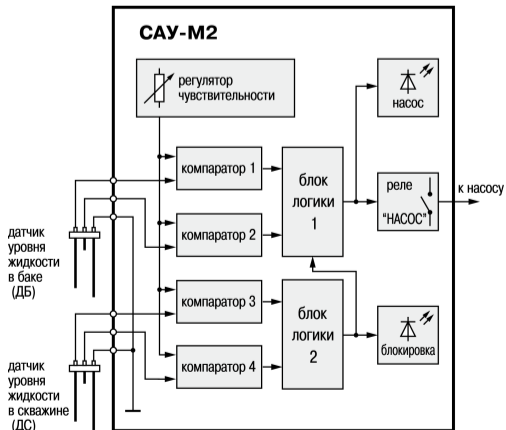 САУ-М2
регулятор
чувствительности
насос
компаратор 1
блок
логики
1
реле
"НАСОС"
к насосу
компаратор 2
датчик
уровня
жидкости
в баке
(ДБ)
компаратор 3
блок
логики
2
блокировка
компаратор 4
датчик
уровня
жидкости
в скважине
(ДС)